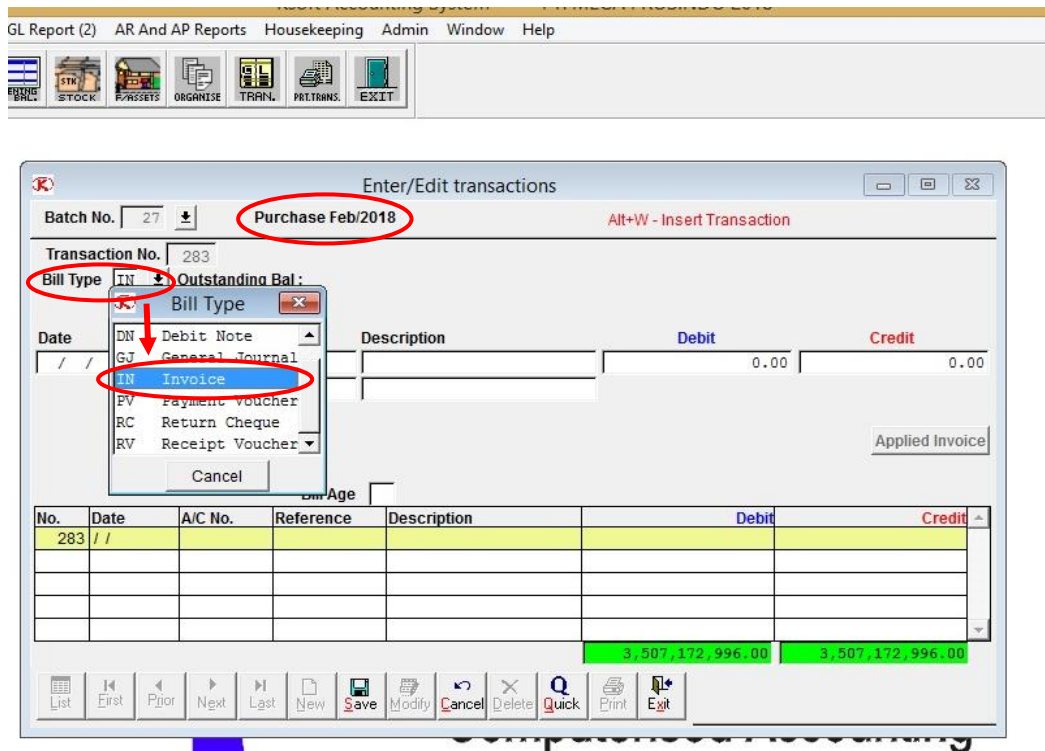 GL Report (2) AR And AP Reports Housekeeping Admin Window Help
BAL. STK STOCK F/ASSETS ORGANISE GL TRAN. PRT.TRANS. EXIT
K Enter/Edit transactions
Batch No. 27 Purchase Feb/2018 Alt+W - Insert Transaction
Transaction No. 283
Bill Type IN Outstanding Bal :
K Bill Type
Date Description Debit Credit
/ / 0.00 0.00
DN Debit Note
GJ General Journal
IN Invoice
PV Payment Voucher
RC Return Cheque
RV Receipt Voucher
Applied Invoice
Cancel
Bill Age
No. Date A/C No. Reference Description Debit Credit
283 / /
3,507,172,996.00 3,507,172,996.00
List First Prior Next Last New Save Modify Cancel Delete Quick Print Exit
Computerised Accounting